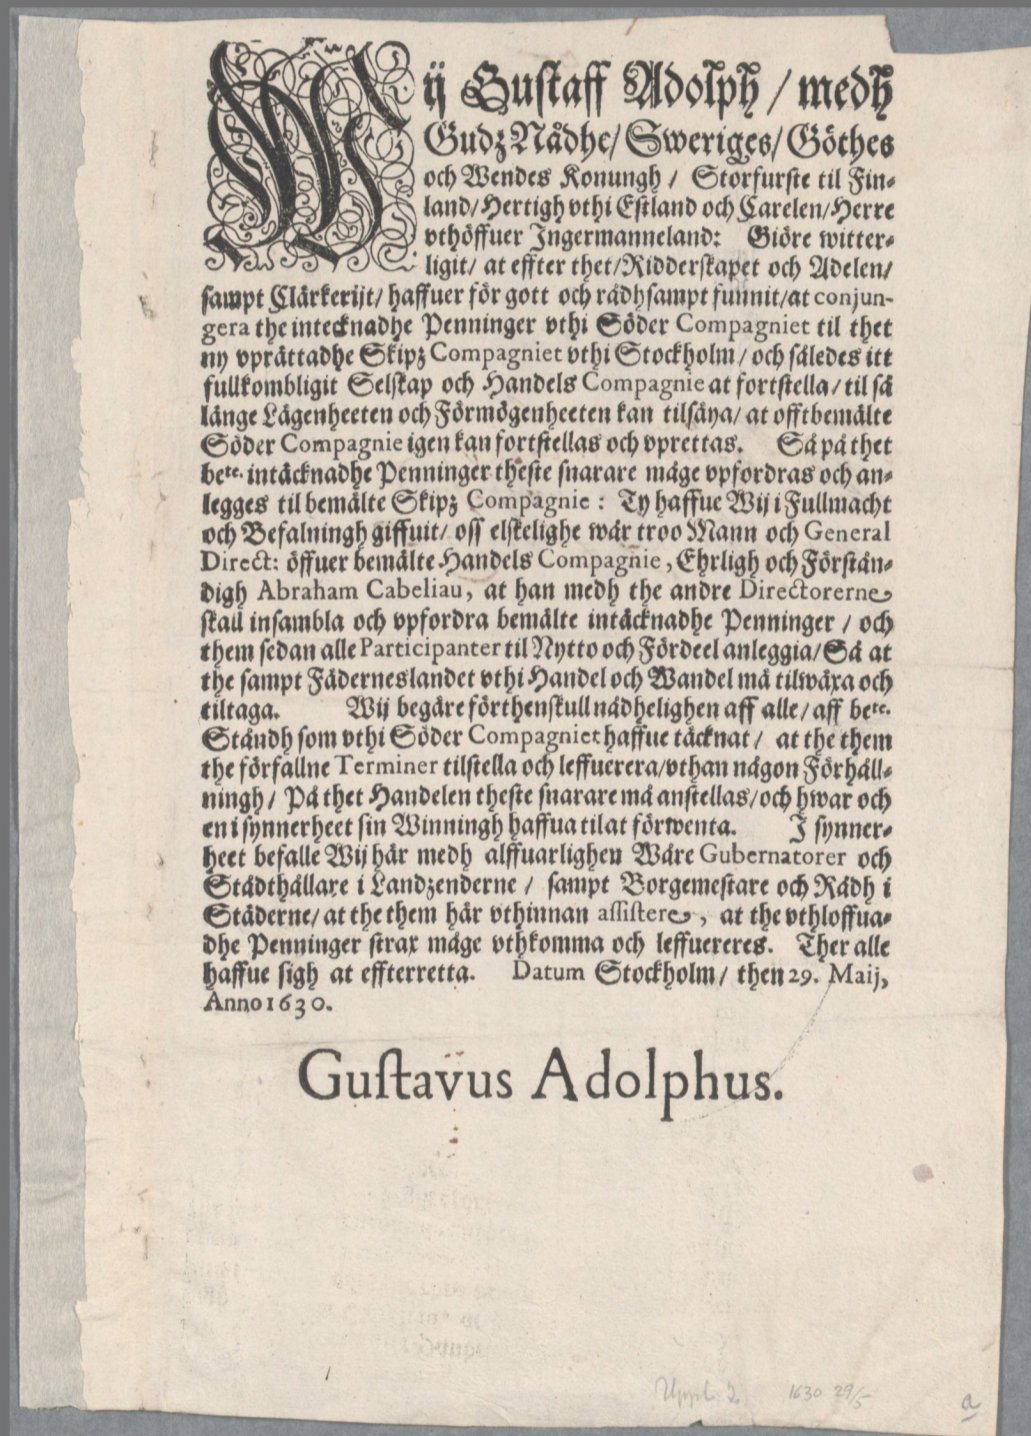 Wij Gustaff Adolph / medh
Gudz Nådhe/ Sweriges/ Göthes
och Wendes Konungh / Storfurste til Fin-
land/ Hertigh vthi Estland och Carelen/ Herre
vthöffuer Ingermanneland: Giöre witter-
ligit/ at effter thet/ Ridderskapet och Adelen/
sampt Clärkerijt/ haffuer för gott och rådhsampt funnit/ at conjun-
gera the intecknadhe Penninger vthi Söder Compagniet til thet
ny vprättadhe Skipz Compagniet vthi Stockholm/ och således itt
fullkombligit Selskap och Handels Compagnie at fortstella/ til så
länge Lägenheeten och Förmögenheeten kan tilsäya/ at offtbemälte
Söder Compagnie igen kan fortstellas och vprettas. Så på thet
bete. intäcknadhe Penninger theste snarare måge vpfordras och an-
legges til bemälte Skipz Compagnie : Ty haffue Wij i Fullmacht
och Befalningh giffuit/ oss elskelighe wår troo Mann och General
Direct: öffuer bemälte Handels Compagnie, Ehrligh och Förstän-
digh Abraham Cabeliau, at han medh the andre Directorerne
skall insambla och vpfordra bemälte intäcknadhe Penninger / och
them sedan alle Participanter til Nytto och Fördeel anleggia/ Så at
the sampt Fäderneslandet vthi Handel och Wandel må tilwäxa och
tiltaga. Wij begäre förthenskull nådhelighen aff alle/ aff bete.
Ståndh som vthi Söder Compagniet haffue täcknat / at the them
the förfallne Terminer tilstella och leffuerera/ vthan någon Förhåll-
ningh / På thet Handelen theste snarare må anstellas/ och hwar och
en i synnerheet sin Winningh haffua til at förwenta. I synner-
heet befalle Wij här medh alffuarlighen Wåre Gubernatorer och
Stådthållare i Landzenderne / sampt Borgemestare och Rådh i
Städerne/ at the them här vthinnan assistere, at the vthloffua-
dhe Penninger strax måge vthkomma och leffuereres. Ther alle
haffue sigh at effterretta. Datum Stockholm/ then 29. Maij,
Anno 1630.
Gustavus Adolphus.
1630 29/5
a